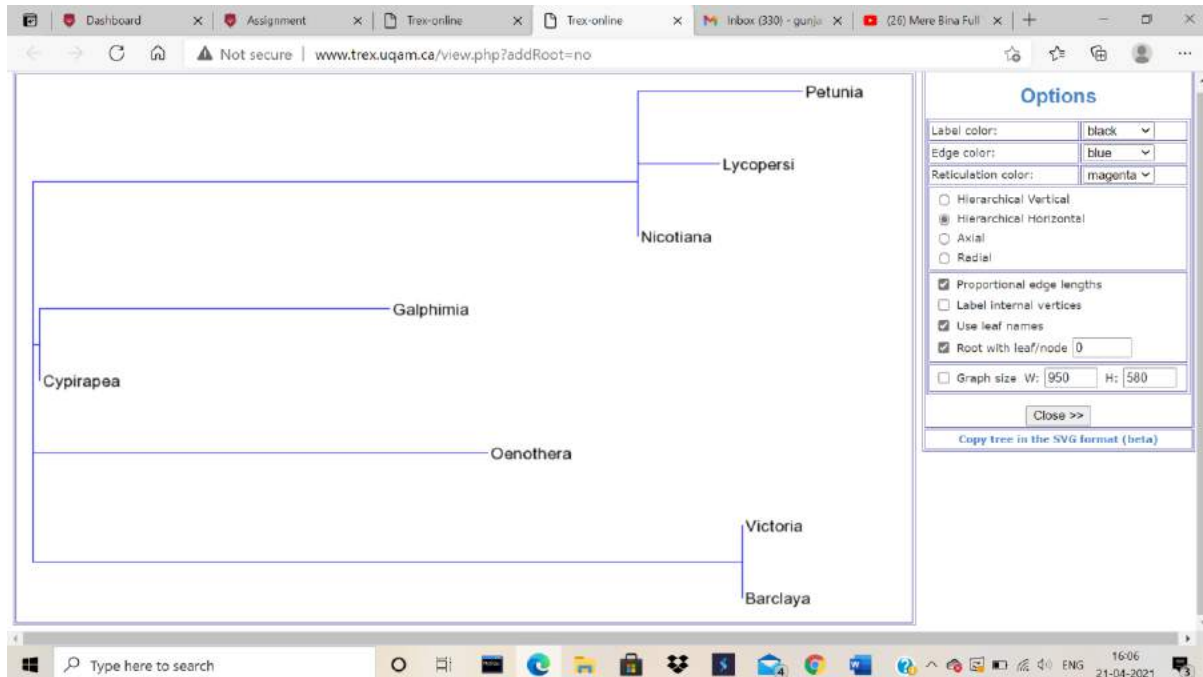 Dashboard
Assignment
Trex-online
Trex-online
Inbox (330) - gunja
(26) Mere Bina Full
Not secure | www.trex.uqam.ca/view.php?addRoot=no
Petunia
Lycopersi
Nicotiana
Galphimia
Cypirapea
Oenothera
Victoria
Barclaya
Options
Label color: black
Edge color: blue
Reticulation color: magenta
Hierarchical Vertical
Hierarchical Horizontal
Axial
Radial
Proportional edge lengths
Label internal vertices
Use leaf names
Root with leaf/node 0
Graph size W: 950 H: 580
Close >>
Copy tree in the SVG format (beta)
Type here to search
4
ENG
16:06
21-04-2021
3